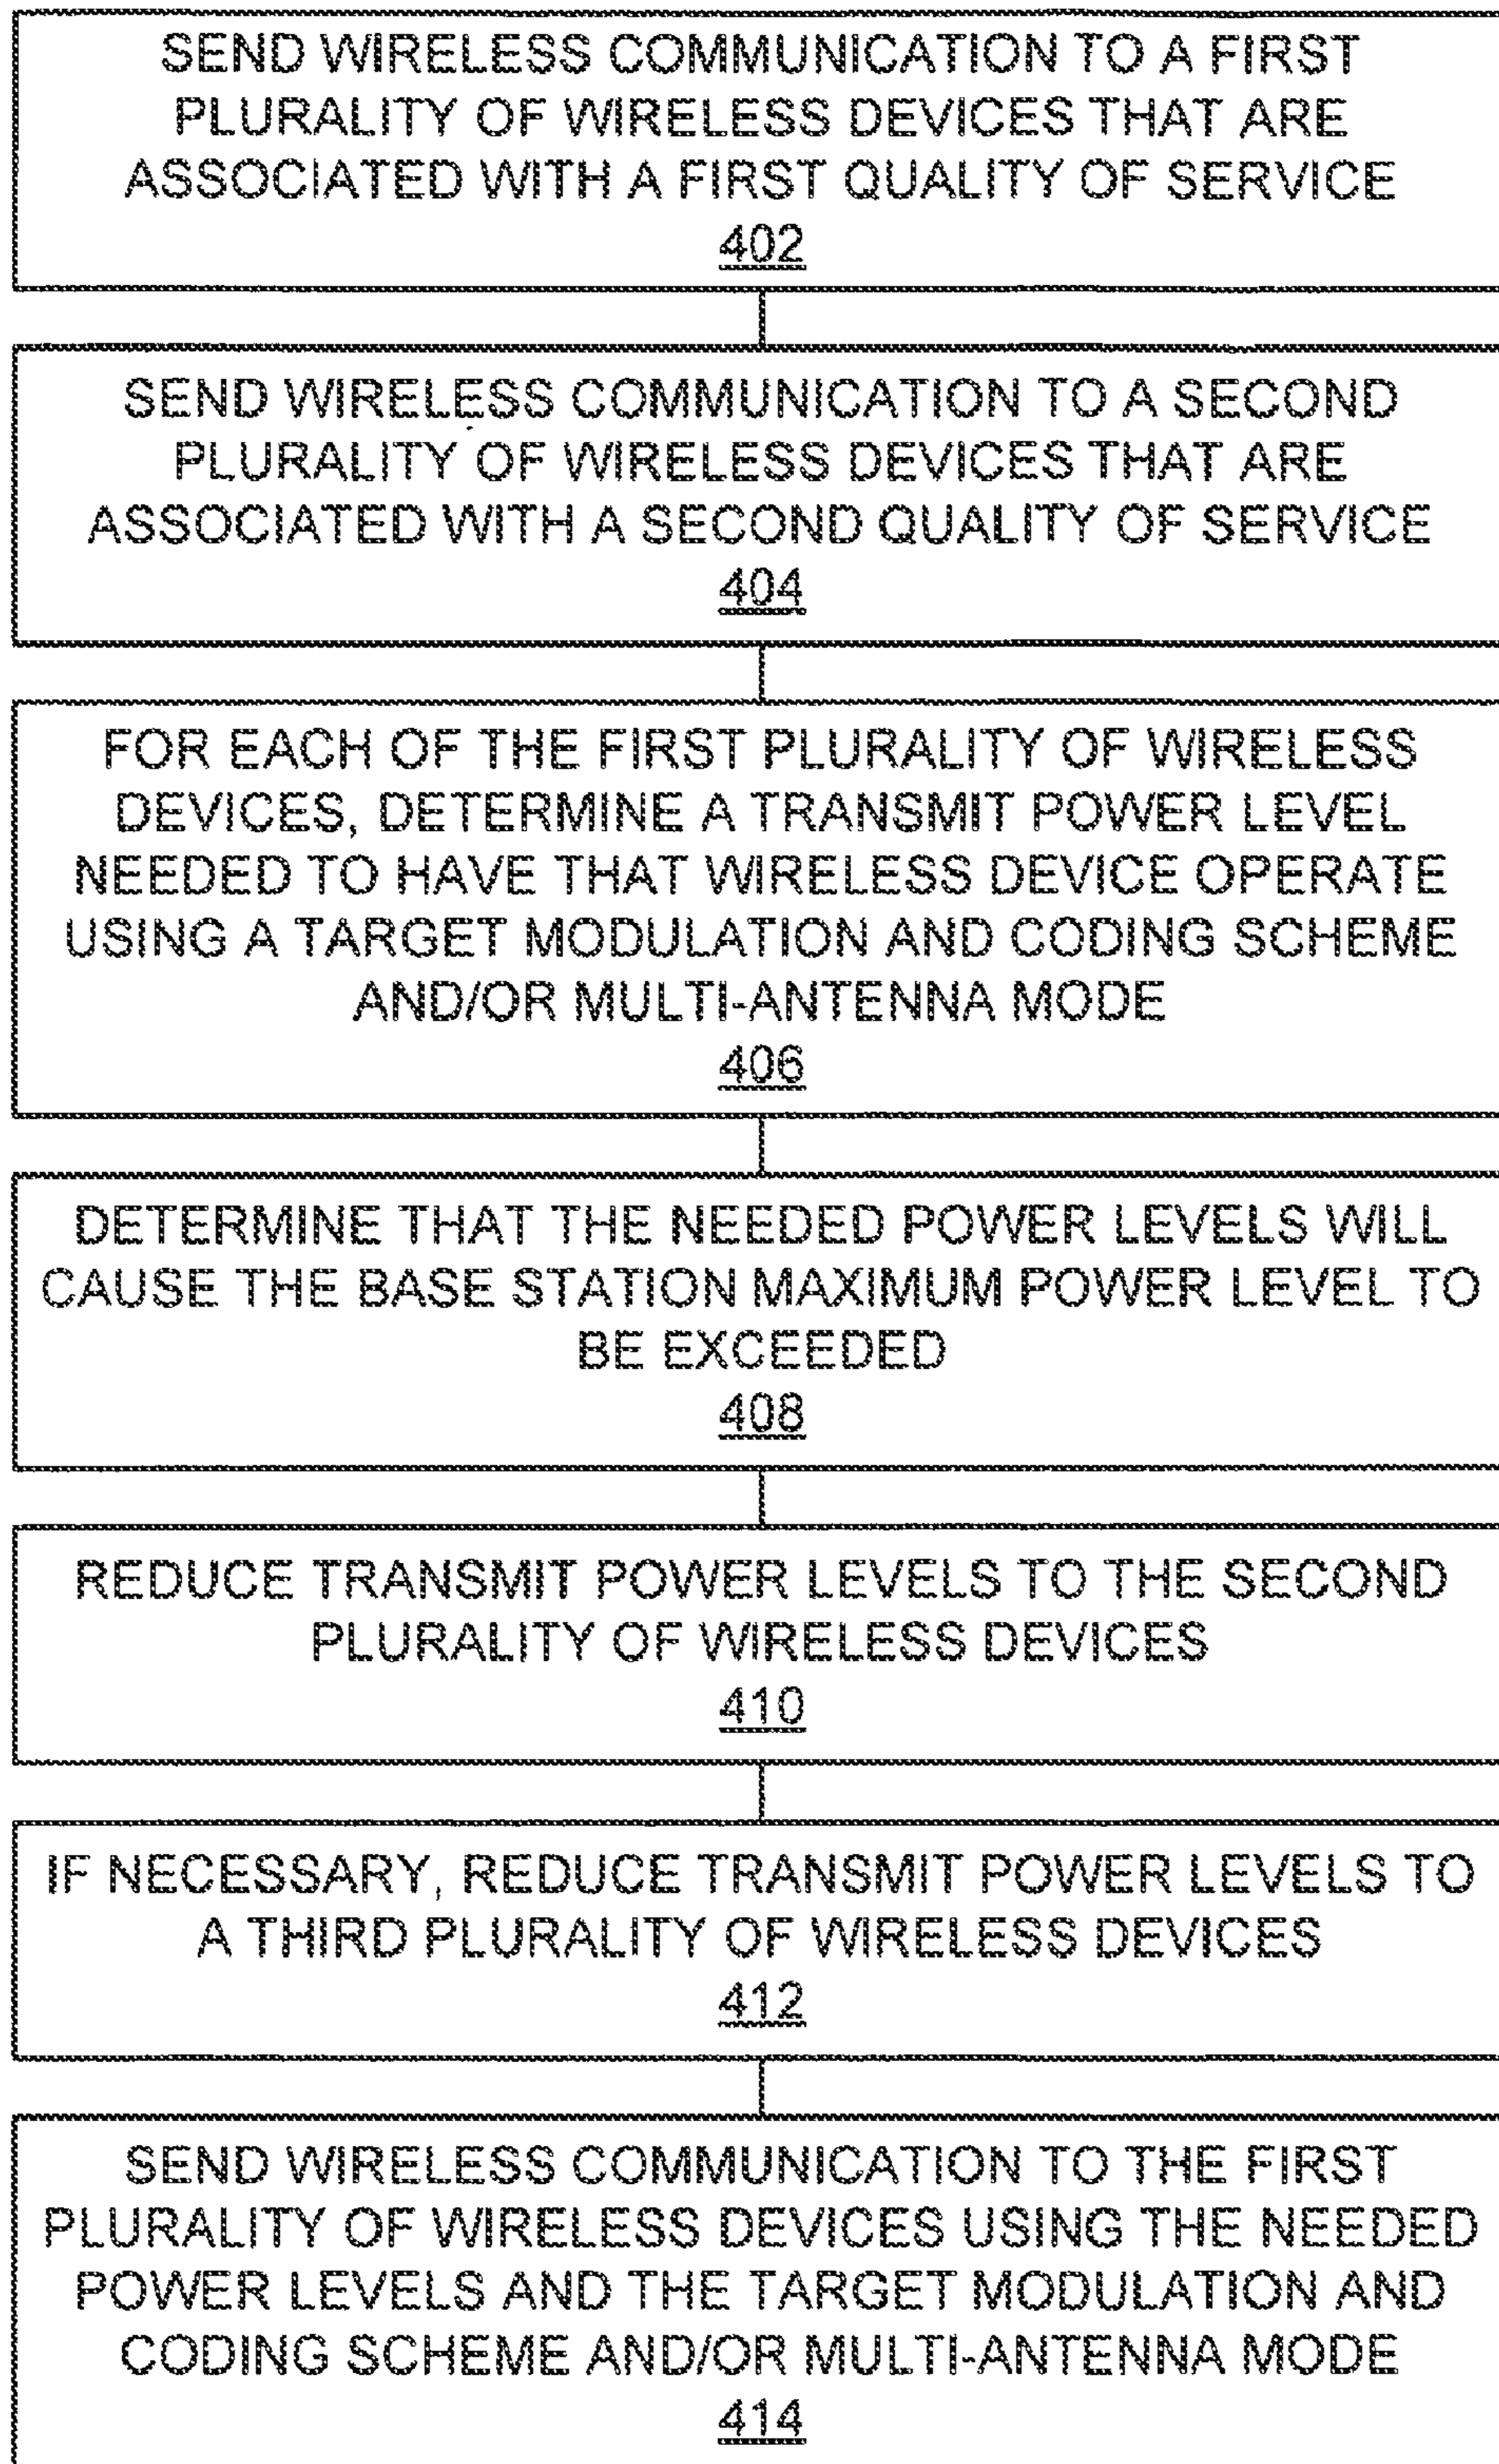 SEND WIRELESS COMMUNICATION TO A FIRST
PLURALITY OF WIRELESS DEVICES THAT ARE
ASSOCIATED WITH A FIRST QUALITY OF SERVICE
402
SEND WIRELESS COMMUNICATION TO A SECOND
PLURALITY OF WIRELESS DEVICES THAT ARE
ASSOCIATED WITH A SECOND QUALITY OF SERVICE
404
FOR EACH OF THE FIRST PLURALITY OF WIRELESS
DEVICES, DETERMINE A TRANSMIT POWER LEVEL
NEEDED TO HAVE THAT WIRELESS DEVICE OPERATE
USING A TARGET MODULATION AND CODING SCHEME
AND/OR MULTI-ANTENNA MODE
406
DETERMINE THAT THE NEEDED POWER LEVELS WILL
CAUSE THE BASE STATION MAXIMUM POWER LEVEL TO
BE EXCEEDED
408
REDUCE TRANSMIT POWER LEVELS TO THE SECOND
PLURALITY OF WIRELESS DEVICES
410
IF NECESSARY, REDUCE TRANSMIT POWER LEVELS TO
A THIRD PLURALITY OF WIRELESS DEVICES
412
SEND WIRELESS COMMUNICATION TO THE FIRST
PLURALITY OF WIRELESS DEVICES USING THE NEEDED
POWER LEVELS AND THE TARGET MODULATION AND
CODING SCHEME AND/OR MULTI-ANTENNA MODE
414